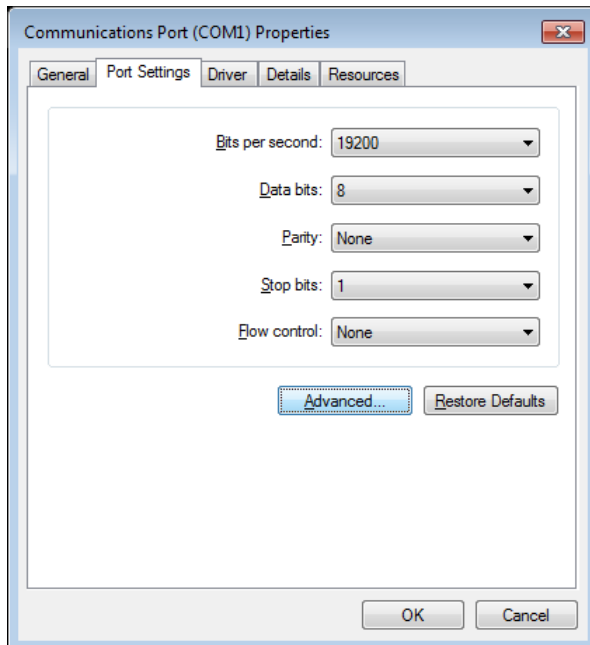 Communications Port (COM1) Properties
General Port Settings Driver Details Resources
Bits per second: 19200
Data bits: 8
Parity: None
Stop bits: 1
Flow control: None
Advanced... Restore Defaults
OK Cancel